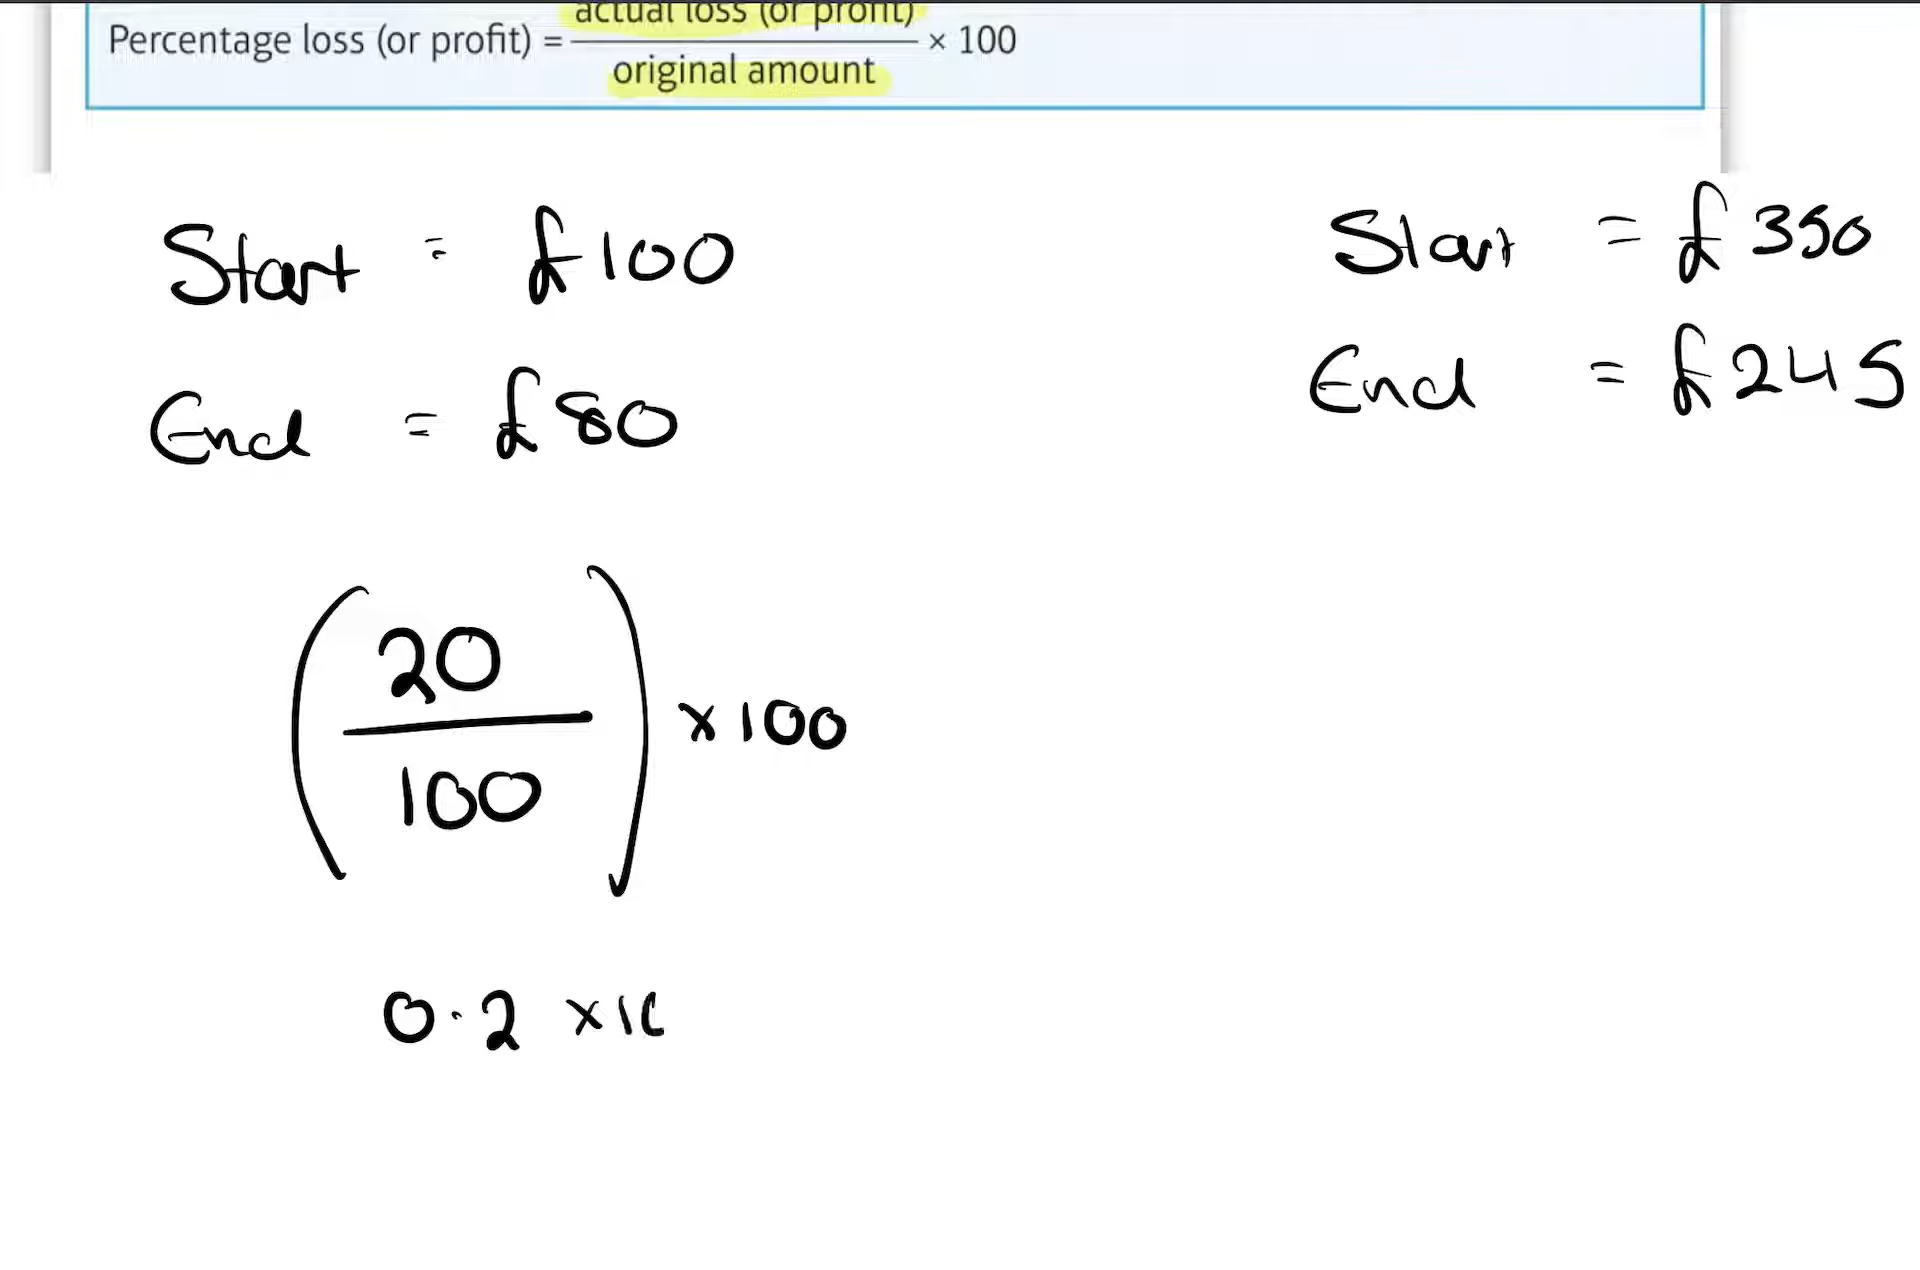 actual loss (or profit)
Percentage loss (or profit) = ———— × 100
original amount
Start = £100
End = £80
Start = £350
End = £245
20
100
( ) × 100
0.2 × 10